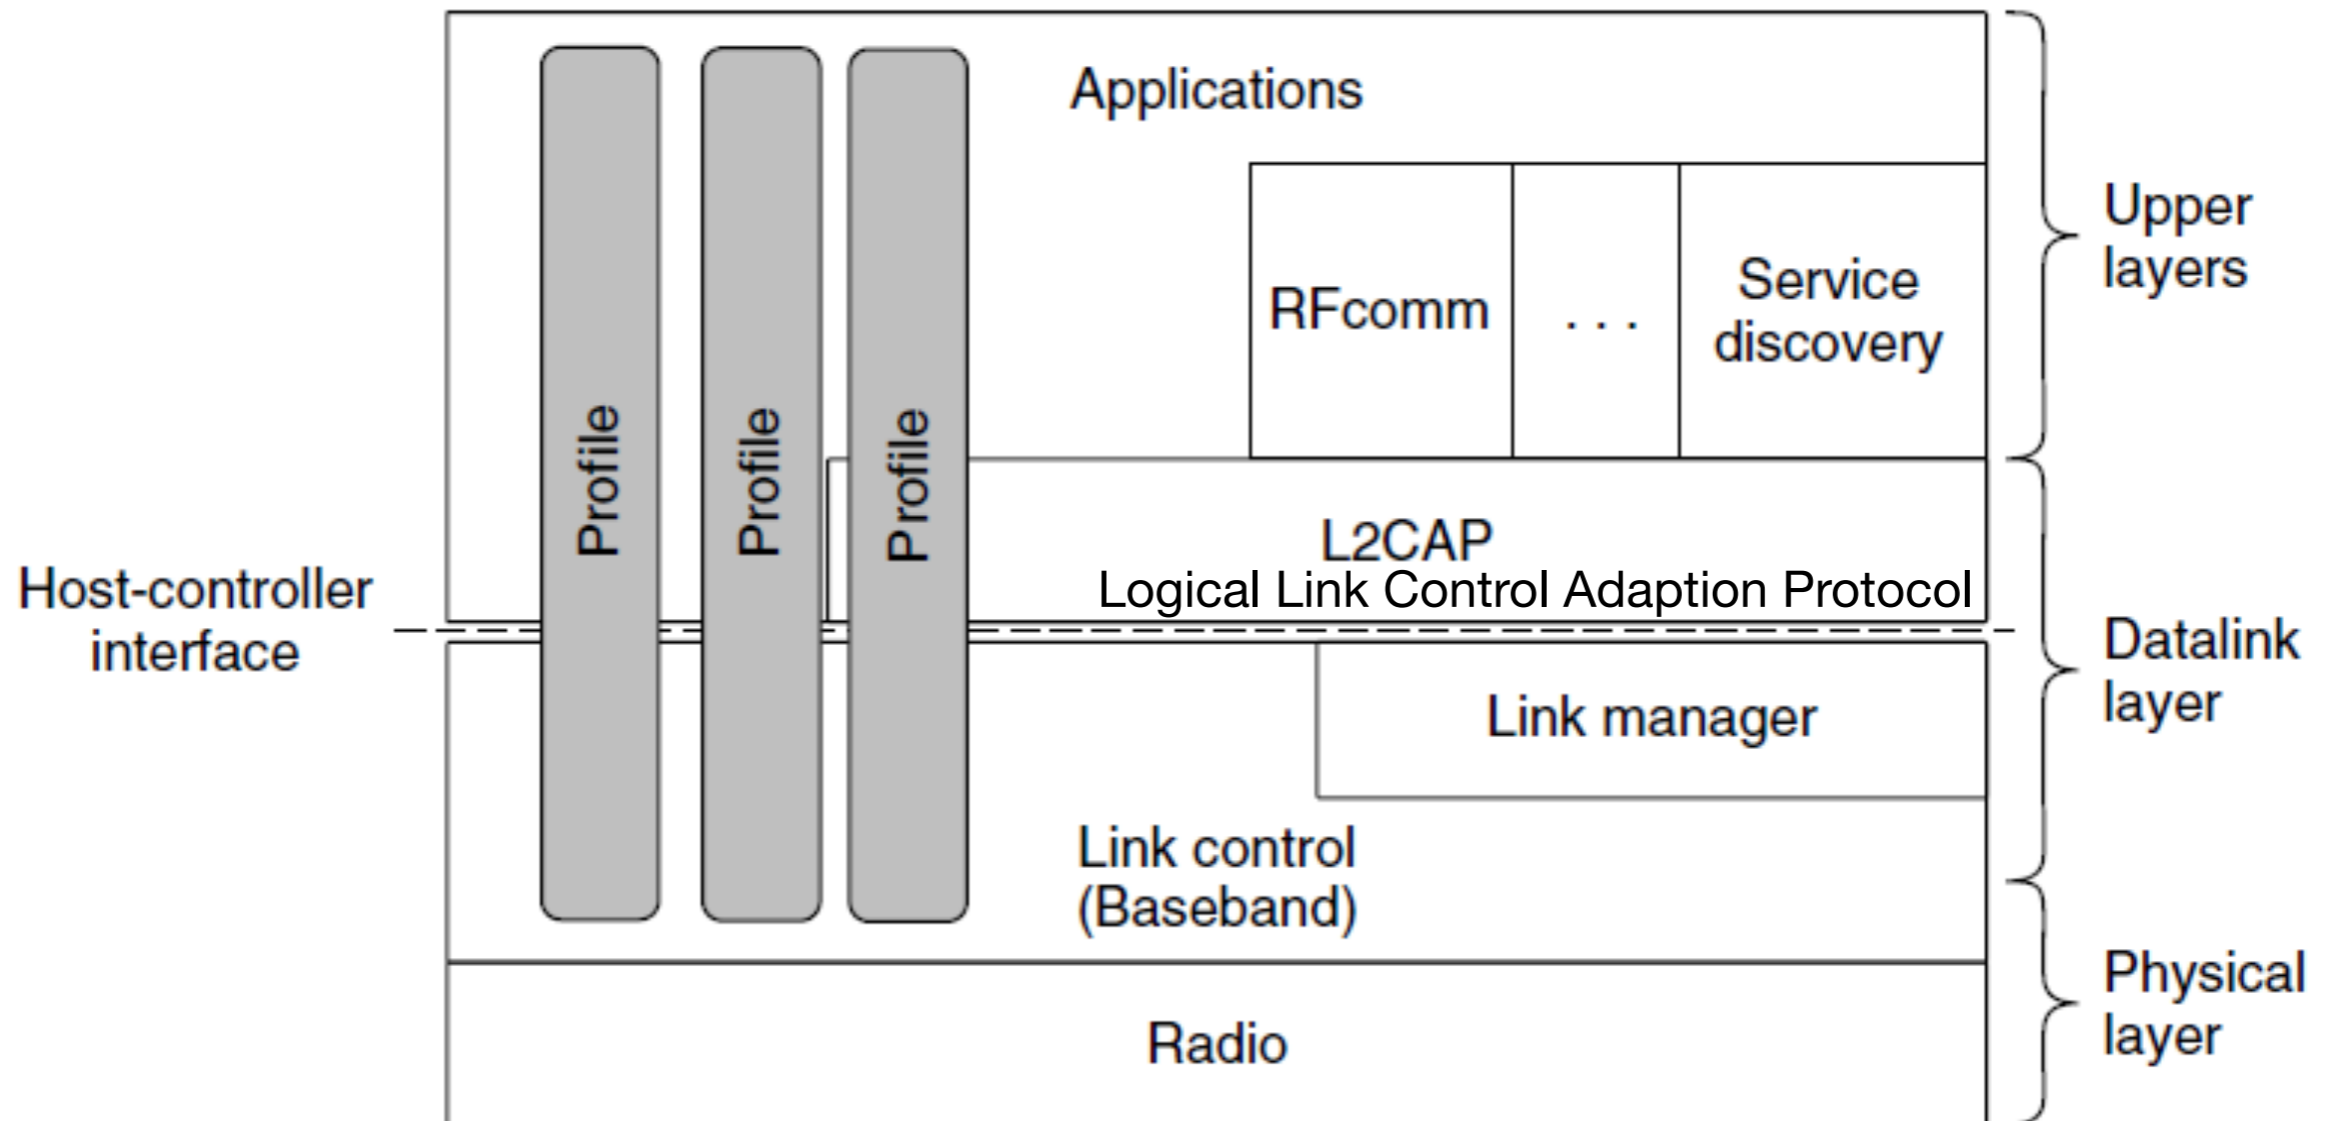 Applications
Upper
layers
RFcomm
. . .
Service
discovery
Profile
Profile
Profile
L2CAP
Logical Link Control Adaption Protocol
Host-controller
interface
Datalink
layer
Link manager
Link control
(Baseband)
Physical
layer
Radio